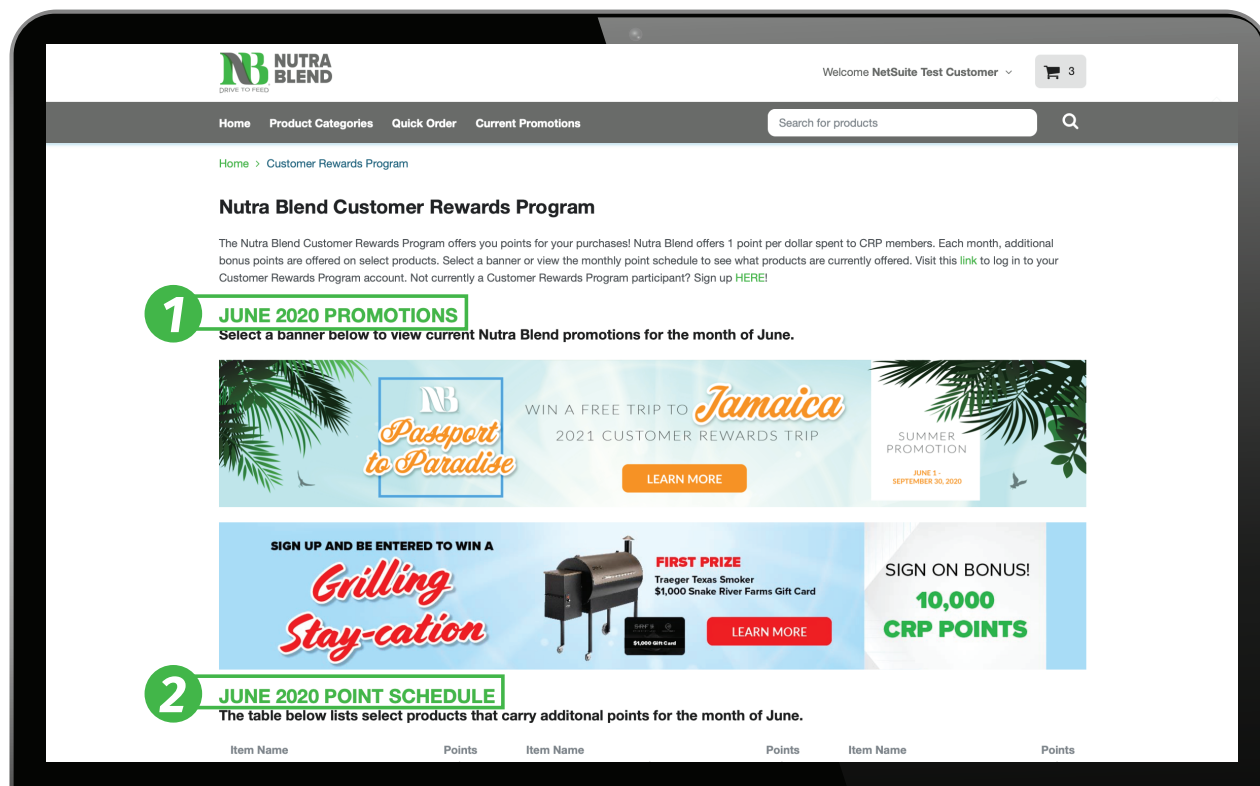 NB NUTRA
BLEND
DRIVE TO FEED
Welcome NetSuite Test Customer
3
Home Product Categories Quick Order Current Promotions
Search for products
Home > Customer Rewards Program
Nutra Blend Customer Rewards Program
The Nutra Blend Customer Rewards Program offers you points for your purchases! Nutra Blend offers 1 point per dollar spent to CRP members. Each month, additional
bonus points are offered on select products. Select a banner or view the monthly point schedule to see what products are currently offered. Visit this link to log in to your
Customer Rewards Program account. Not currently a Customer Rewards Program participant? Sign up HERE!
1 JUNE 2020 PROMOTIONS
Select a banner below to view current Nutra Blend promotions for the month of June.
NB
Passport
to Paradise
WIN A FREE TRIP TO Jamaica
2021 CUSTOMER REWARDS TRIP
LEARN MORE
SUMMER
PROMOTION
JUNE 1 -
SEPTEMBER 30, 2020
SIGN UP AND BE ENTERED TO WIN A
Grilling
Stay-cation
FIRST PRIZE
Traeger Texas Smoker
$1,000 Snake River Farms Gift Card
$1,000 Gift Card
LEARN MORE
SIGN ON BONUS!
10,000
CRP POINTS
2 JUNE 2020 POINT SCHEDULE
The table below lists select products that carry additonal points for the month of June.
Item Name Points Item Name Points Item Name Points